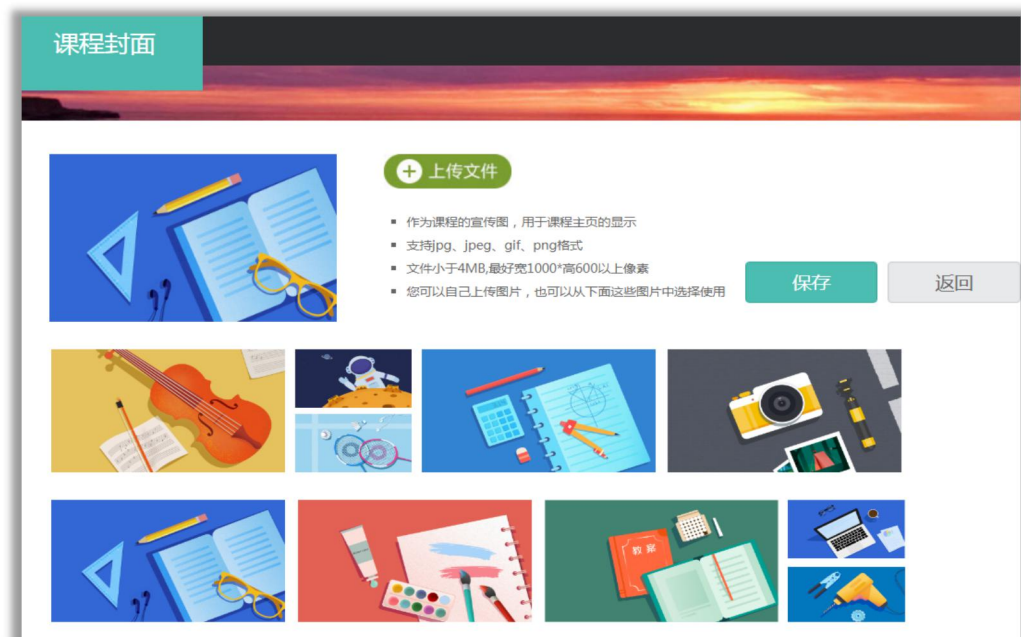 课程封面
上传文件
作为课程的宣传图，用于课程主页的显示
支持jpg、jpeg、gif、png格式
文件小于4MB,最好宽1000*高600以上像素
您可以自己上传图片，也可以从下面这些图片中选择使用
保存
返回
教案